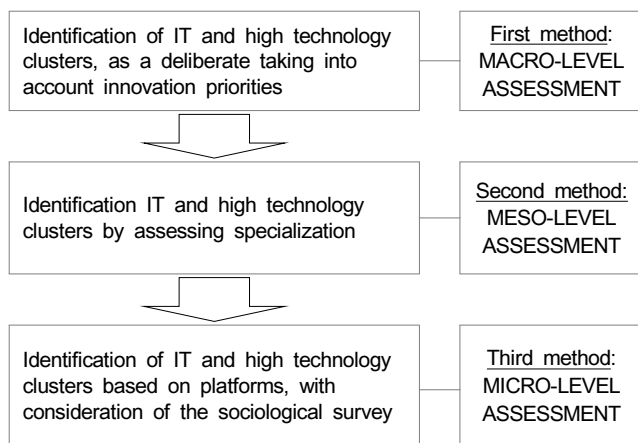 Identification of IT and high technology
clusters, as a deliberate taking into
account innovation priorities
First method:
MACRO-LEVEL
ASSESSMENT
Identification IT and high technology
clusters by assessing specialization
Second method:
MESO-LEVEL
ASSESSMENT
Identification of IT and high technology
clusters based on platforms, with
consideration of the sociological survey
Third method:
MICRO-LEVEL
ASSESSMENT